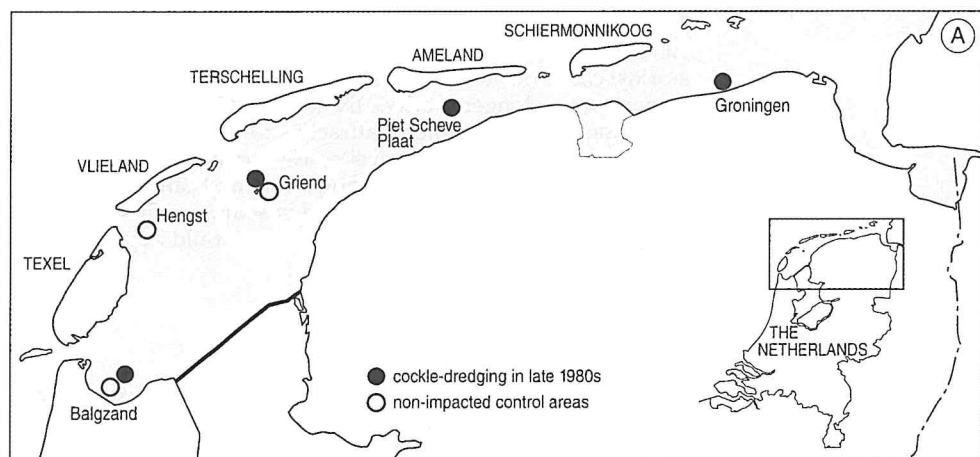 SCHIERMONNIKOOG
A
AMELAND
TERSCHELLING
Groningen
Piet Scheve
Plaat
VLIELAND
Griend
Hengst
TEXEL
THE
NETHERLANDS
cockle-dredging in late 1980s
non-impacted control areas
Balgzand